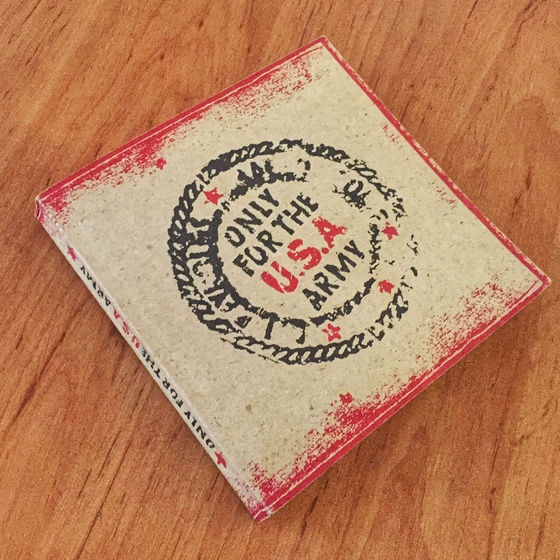 ONLY
FOR THE
U.S.A
ARMY
ONLY FOR THE U.S.A ARMY